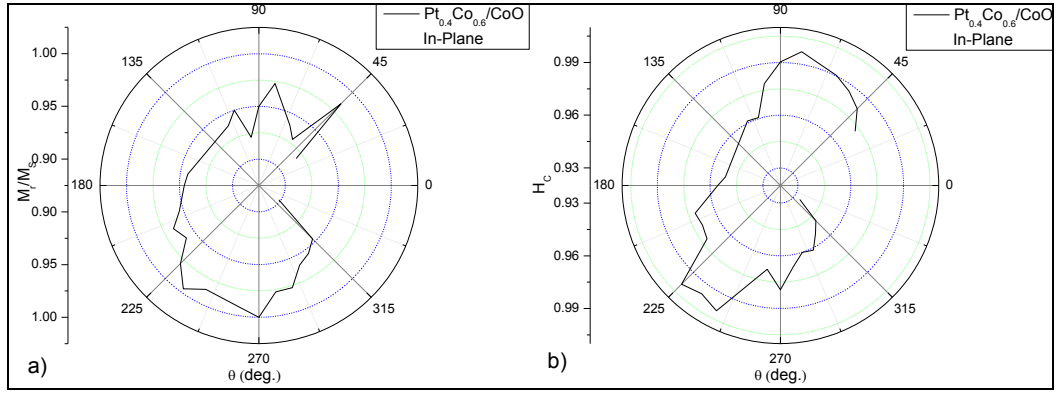 90
Pt0.4Co0.6/CoO
In-Plane
1.00
135
45
0.95
0.90
Mr/MS
180
0
0.90
0.95
225
315
1.00
a)
270
θ (deg.)
90
Pt0.4Co0.6/CoO
In-Plane
0.99
135
45
0.96
0.93
HC
180
0
0.93
0.96
0.99
225
315
b)
270
θ (deg.)